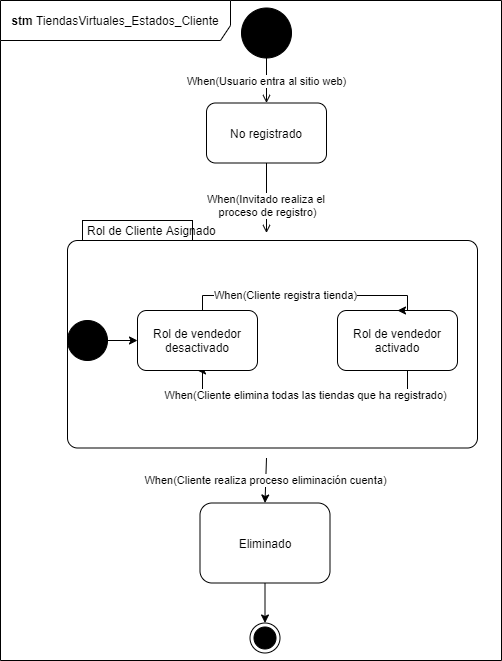 stm TiendasVirtuales_Estados_Cliente
When(Usuario entra al sitio web)
No registrado
When(Invitado realiza el
proceso de registro)
Rol de Cliente Asignado
When(Cliente registra tienda)
Rol de vendedor
desactivado
Rol de vendedor
activado
When(Cliente elimina todas las tiendas que ha registrado)
When(Cliente realiza proceso eliminación cuenta)
Eliminado